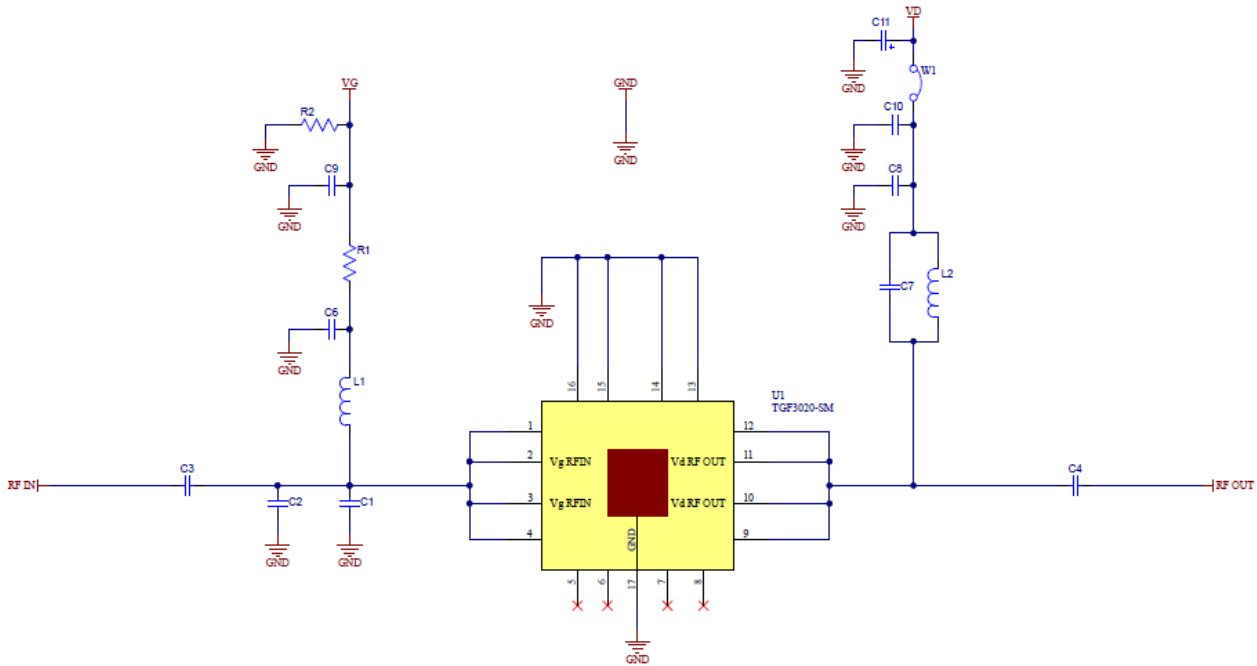 VD
C11
W1
VG
GND
GND
R2
C10
GND
GND
GND
C9
C8
GND
GND
R1
C7
L2
GND
C6
GND
L1
16
15
14
13
U1
TGF3020-SM
1
12
2
Vg RFIN
Vd RF OUT
11
C3
C4
RF IN
RF OUT
C2
C1
3
Vg RFIN
Vd RF OUT
10
4
GND
9
GND
GND
5
6
17
7
8
GND